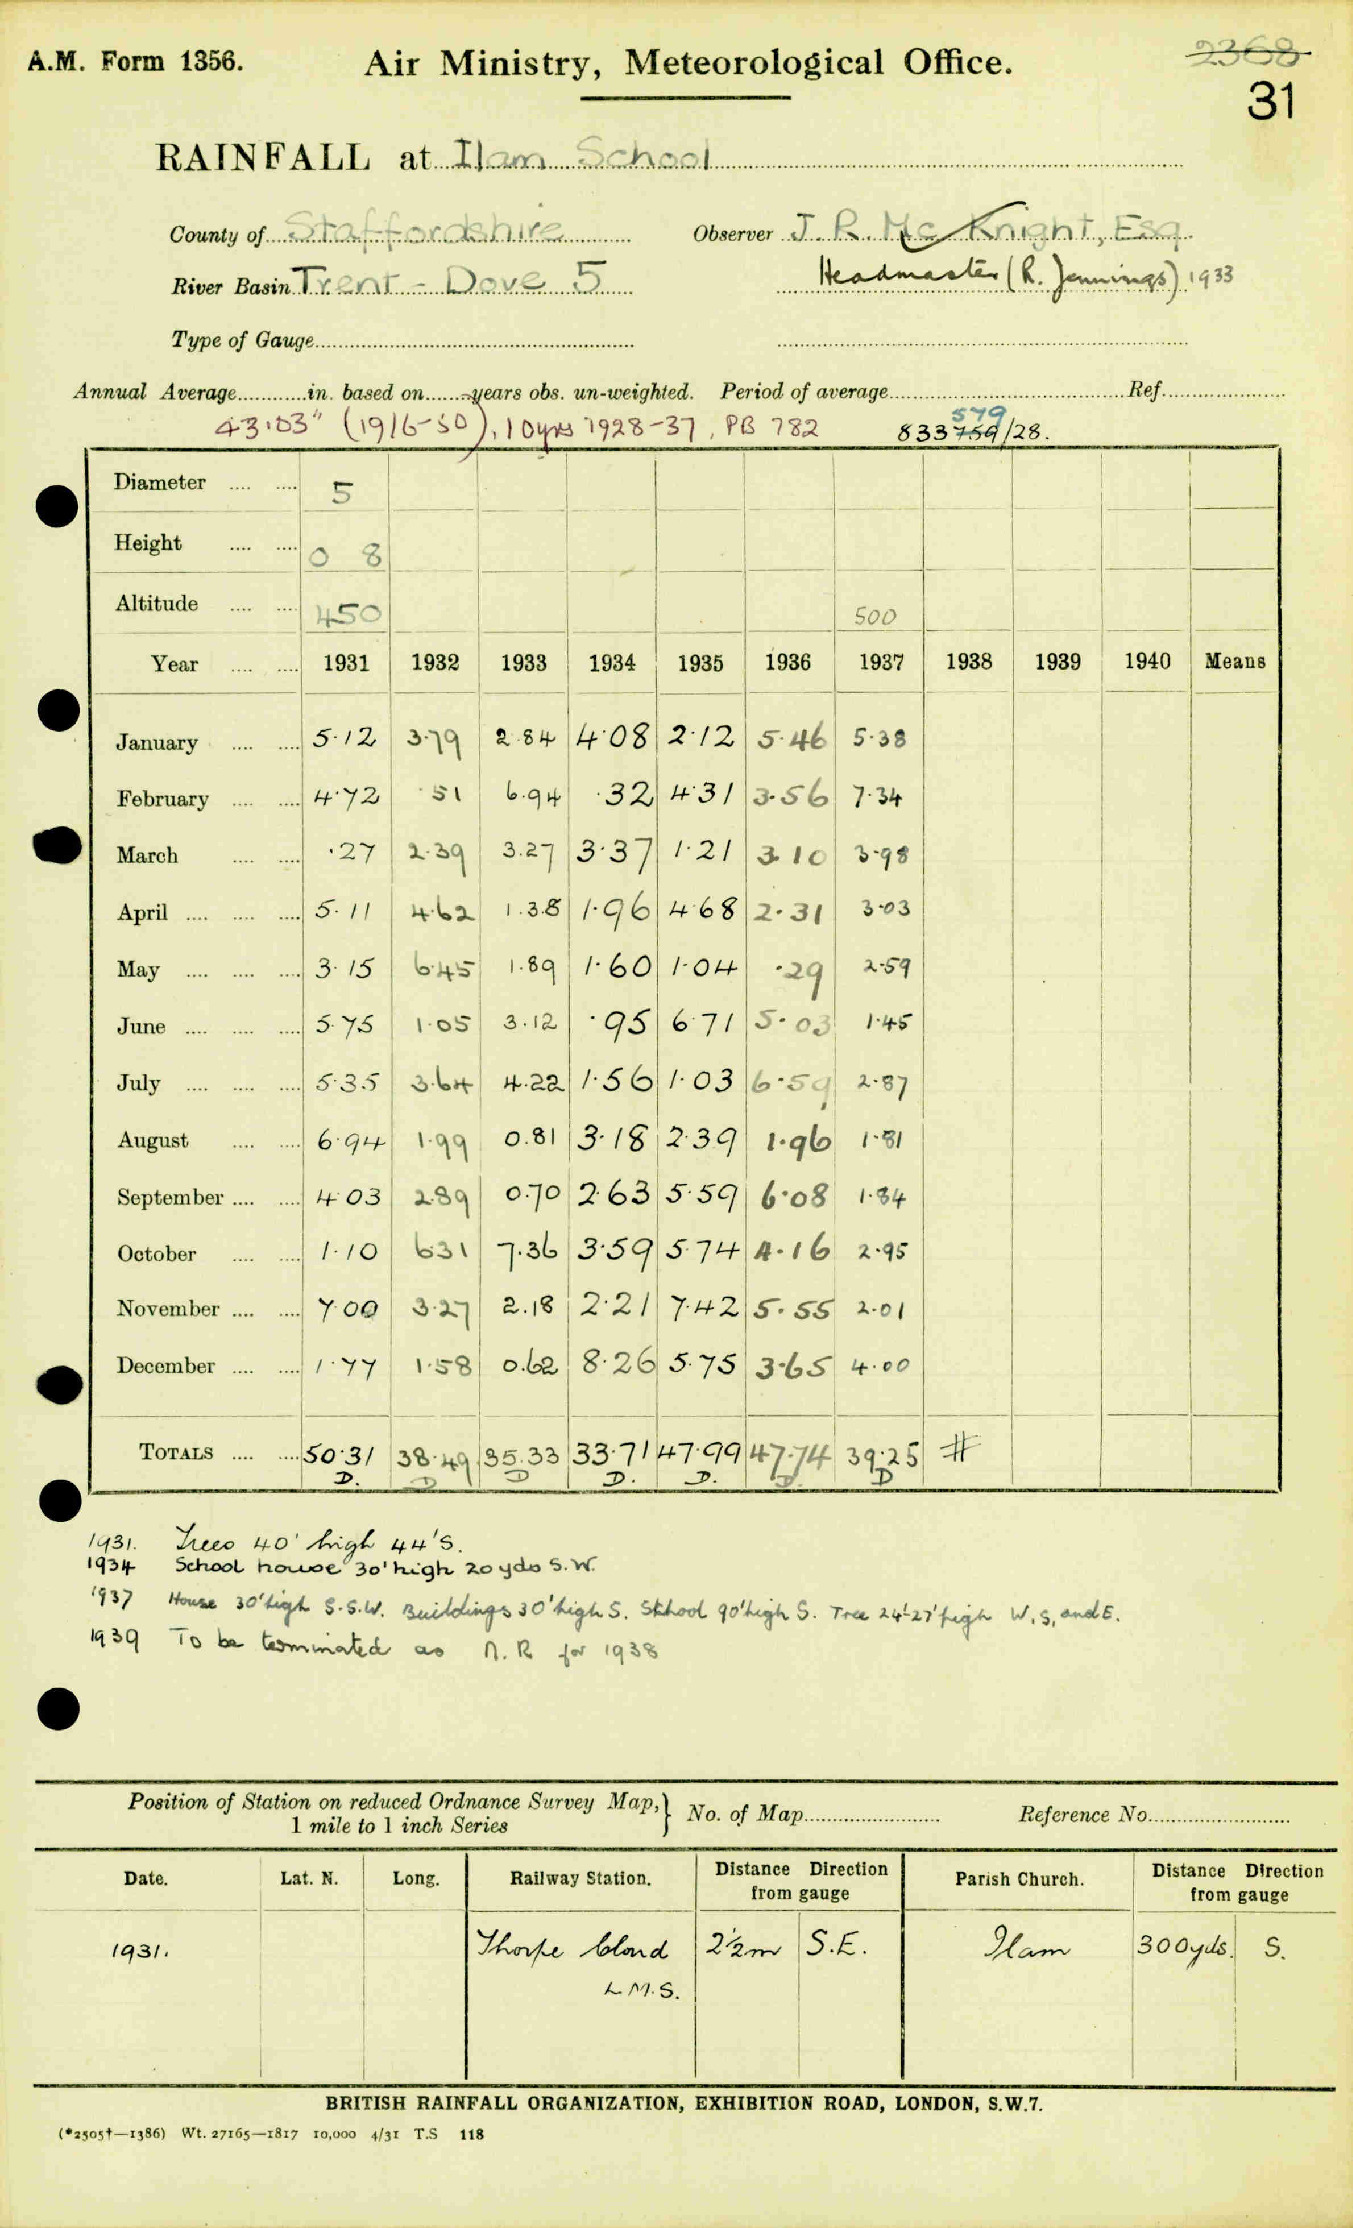 A.M. Form 1356. Air Ministry, Meteorological Office. 2368
31
RAINFALL at Ilam School
County of Staffordshire Observer J. R. Mc Knight, Esq.
River Basin Trent - Dove 5 Headmaster (R. Jennings) 1933
Type of Gauge
Annual Average in. based on years obs. un-weighted. Period of average Ref.
43.03" (1916-50), 10 yrs 1928-37, PB 782 833 759 579 /28.
Diameter 5
Height 0 8
Altitude 450 500
Year 1931 1932 1933 1934 1935 1936 1937 1938 1939 1940 Means
January 5.12 3.79 2.84 4.08 2.12 5.46 5.38
February 4.72 .51 6.94 .32 4.31 3.56 7.34
March .27 2.39 3.27 3.37 1.21 3.10 3.98
April 5.11 4.62 1.38 1.96 4.68 2.31 3.03
May 3.15 6.45 1.89 1.60 1.04 .29 2.59
June 5.75 1.05 3.12 .95 6.71 5.03 1.45
July 5.35 3.64 4.22 1.56 1.03 6.59 2.87
August 6.94 1.99 0.81 3.18 2.39 1.96 1.81
September 4.03 2.89 0.70 2.63 5.59 6.08 1.84
October 1.10 6.31 7.36 3.59 5.74 4.16 2.95
November 7.00 3.27 2.18 2.21 7.42 5.55 2.01
December 1.77 1.58 0.62 8.26 5.75 3.65 4.00
TOTALS 50.31 38.49 35.33 33.71 47.99 47.74 39.25 #
D. D D D. D. D. D
1931. Trees 40' high 44'S.
1934 School house 30' high 20 yds S.W.
1937 House 30' high S.S.W. Buildings 30' high S. School 90' high S. Tree 24'-27' high W, S, and E.
1939 To be terminated as N.R. for 1938
Position of Station on reduced Ordnance Survey Map, } No. of Map Reference No.
1 mile to 1 inch Series
Date. Lat. N. Long. Railway Station. Distance Direction from gauge Parish Church. Distance Direction from gauge
1931. Thorpe Cloud 2½m S.E. Ilam 300yds. S.
L.M.S.
BRITISH RAINFALL ORGANIZATION, EXHIBITION ROAD, LONDON, S.W.7.
(*2505†—1386) Wt. 27165—1817 10,000 4/31 T.S 118